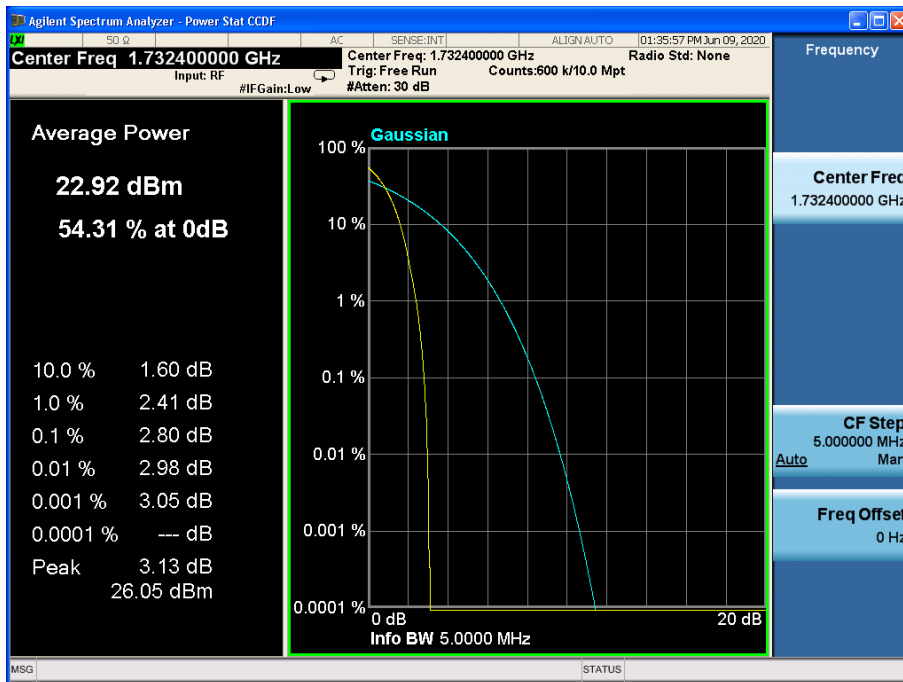 Agilent Spectrum Analyzer - Power Stat CCDF
LXI 50 Ω AC SENSE:INT ALIGN AUTO 01:35:57 PM Jun 09, 2020
Center Freq 1.732400000 GHz
Input: RF
#IFGain:Low
Center Freq: 1.732400000 GHz Radio Std: None
Trig: Free Run Counts:600 k/10.0 Mpt
#Atten: 30 dB
Average Power
22.92 dBm
54.31 % at 0dB
10.0 % 1.60 dB
1.0 % 2.41 dB
0.1 % 2.80 dB
0.01 % 2.98 dB
0.001 % 3.05 dB
0.0001 % --- dB
Peak 3.13 dB
26.05 dBm
Gaussian
100 %
10 %
1 %
0.1 %
0.01 %
0.001 %
0.0001 %
0 dB 20 dB
Info BW 5.0000 MHz
Frequency
Center Freq
1.732400000 GHz
CF Step
5.000000 MHz
Auto Man
Freq Offset
0 Hz
MSG STATUS